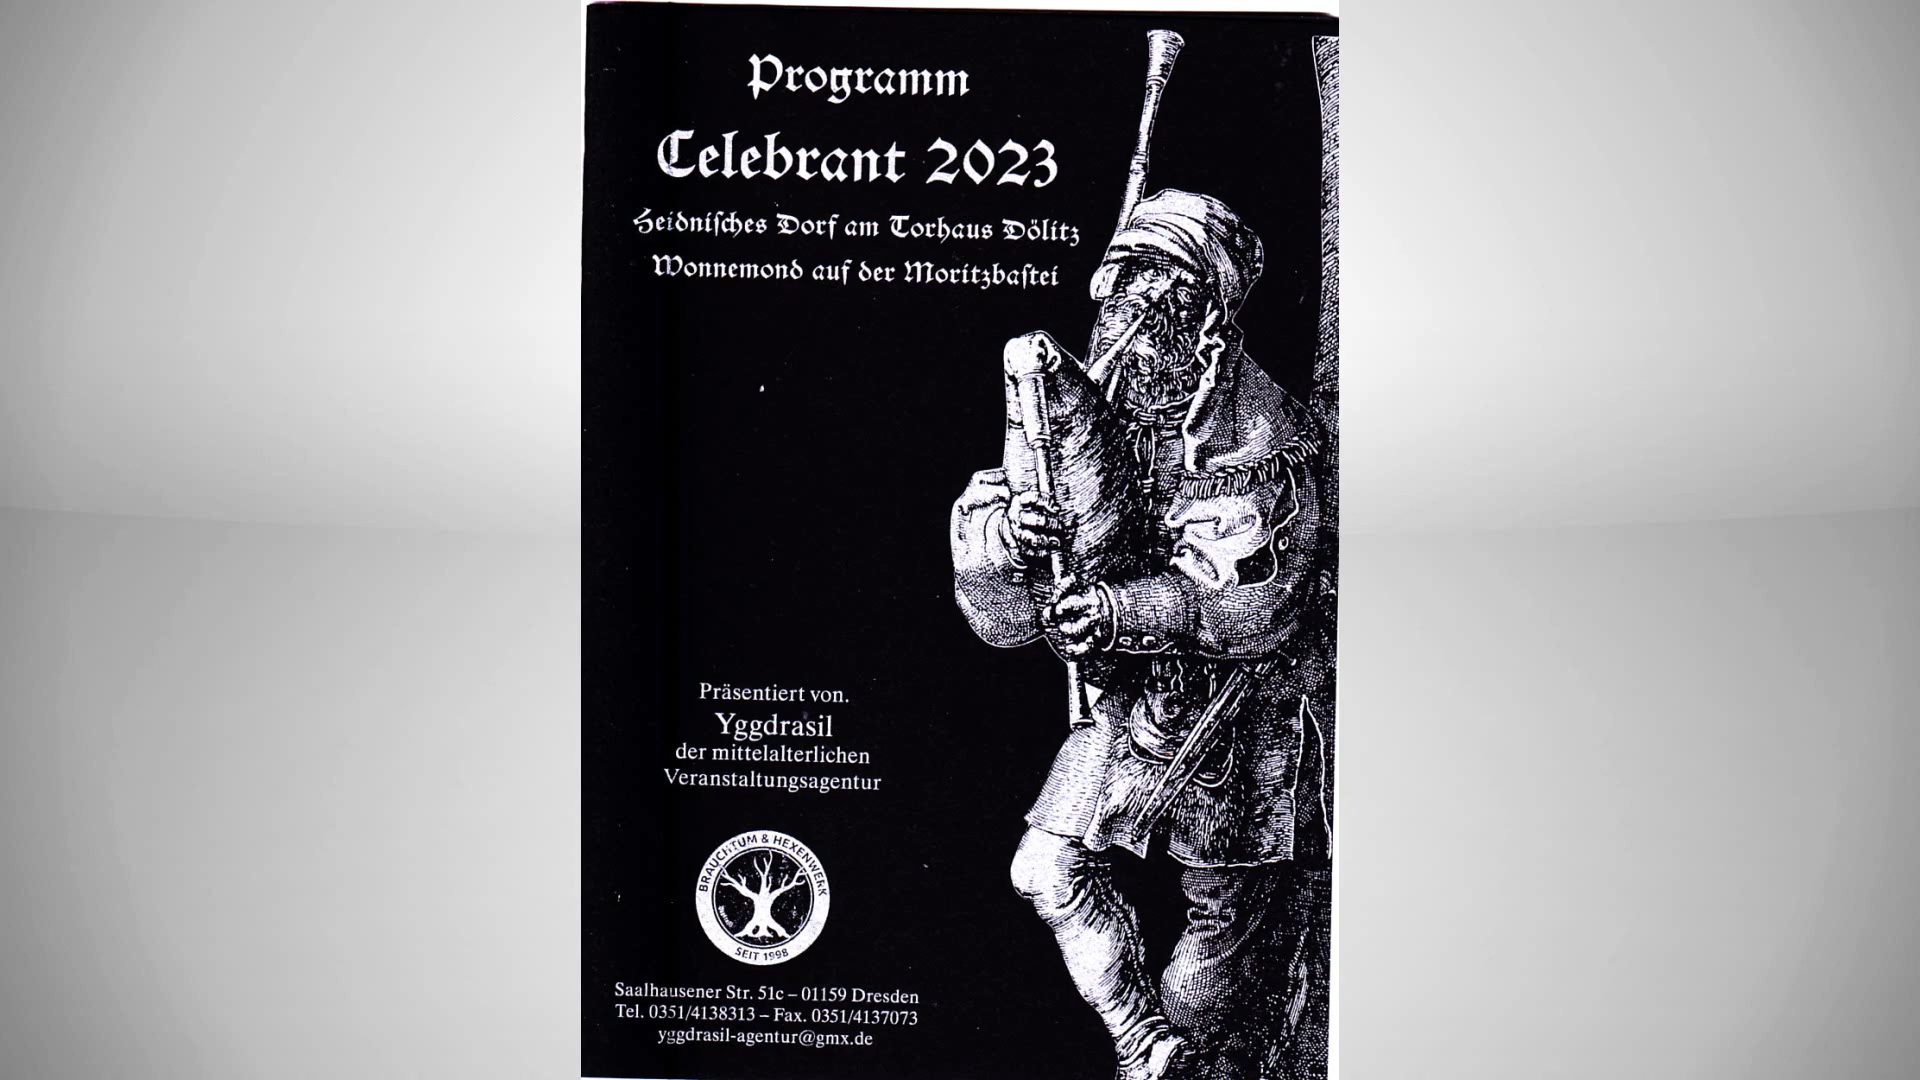 Programm
Celebrant 2023
Heidnisches Dorf am Torhaus Dölitz
Wonnemond auf der Moritzbastei
Präsentiert von.
Yggdrasil
der mittelalterlichen
Veranstaltungsagentur
BRAUCHTUM & HEXENWERK
SEIT 1998
Saalhausener Str. 51c – 01159 Dresden
Tel. 0351/4138313 – Fax. 0351/4137073
yggdrasil-agentur@gmx.de